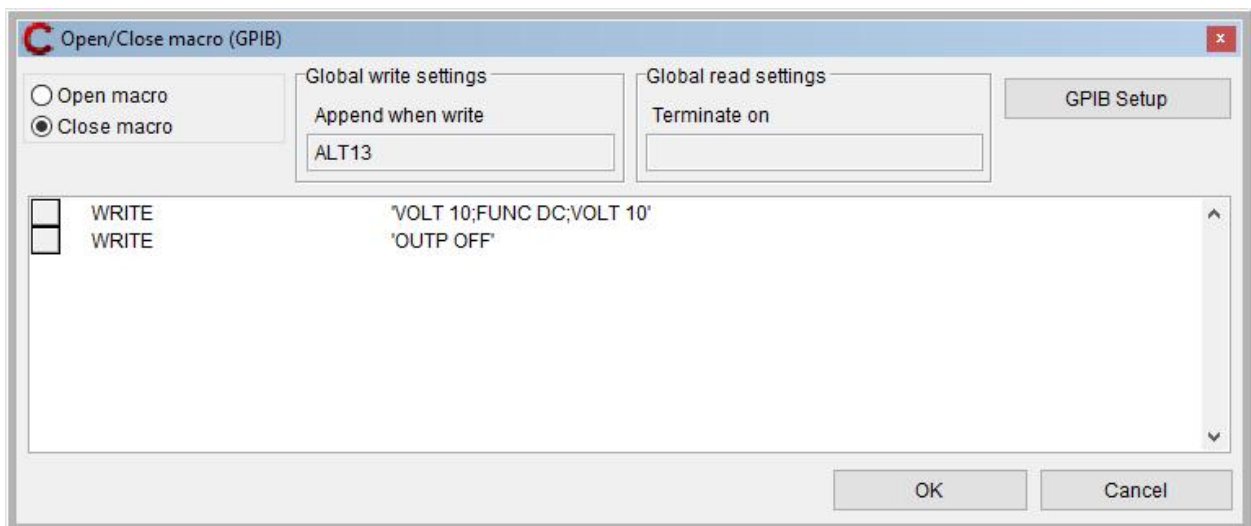 Open/Close macro (GPIB)
Open macro
Close macro
Global write settings
Append when write
ALT13
Global read settings
Terminate on
GPIB Setup
WRITE 'VOLT 10;FUNC DC;VOLT 10'
WRITE 'OUTP OFF'
OK
Cancel